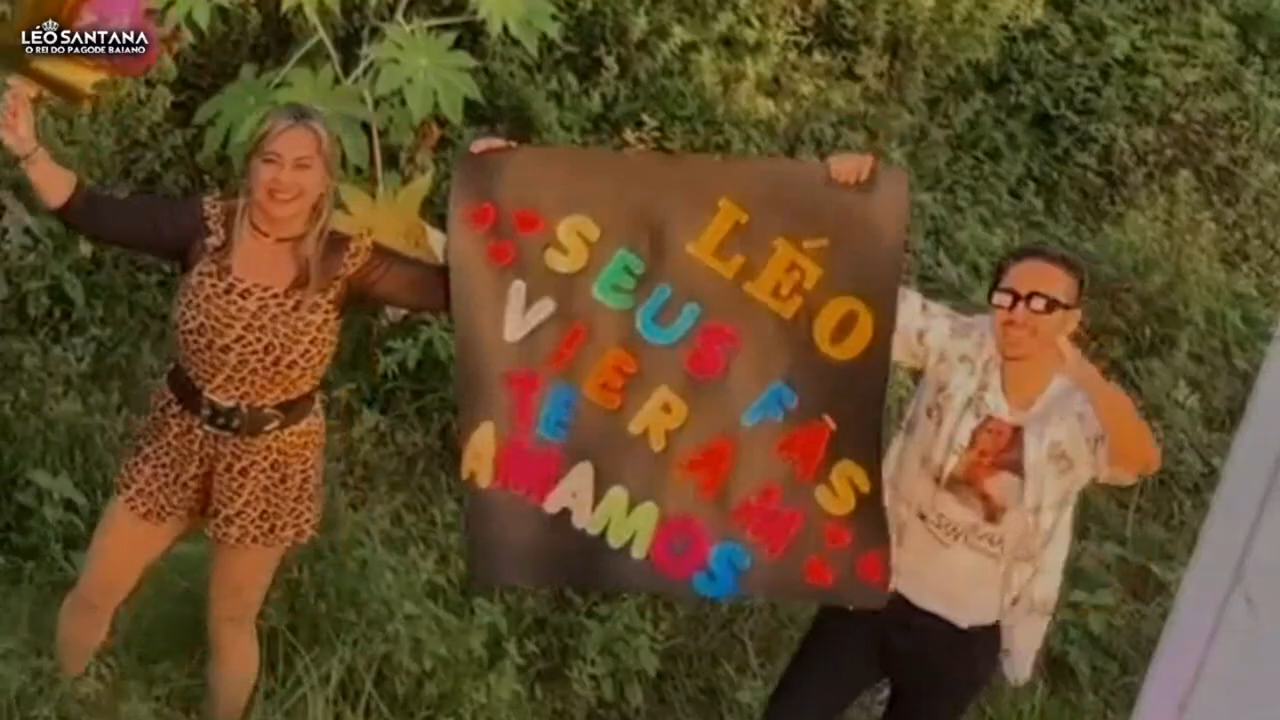 LÉO SANTANA
O REI DO PAGODE BAIANO
LÉO
SEUS FÃS
VIERAM
TE
AMAMOS